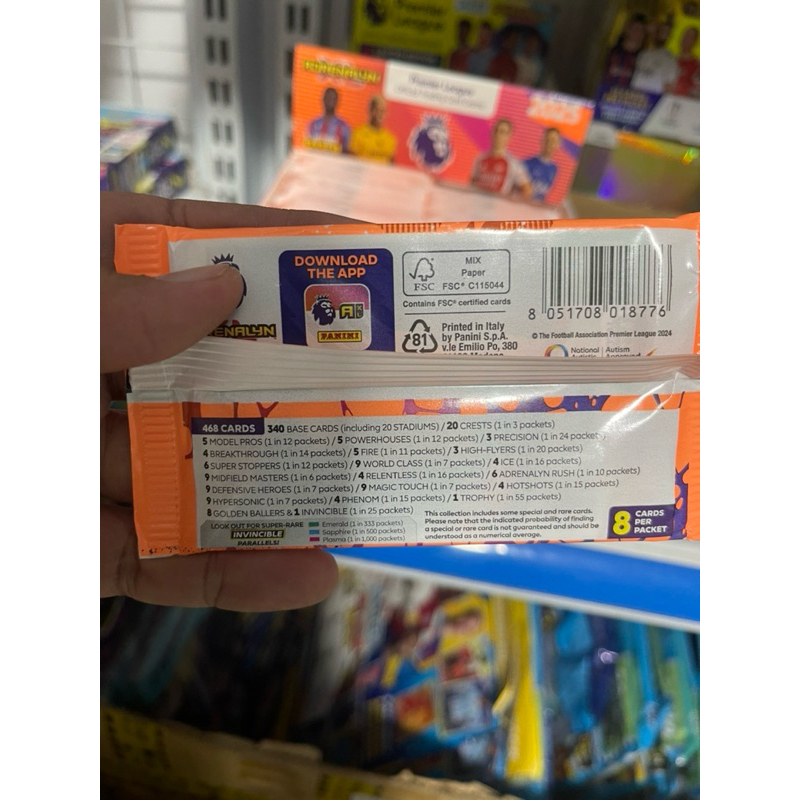 Premier League
2025
DOWNLOAD
THE APP
PANINI
FSC
MIX
Paper
FSC® C115044
Contains FSC® certified cards
81
Printed in Italy
by Panini S.p.A.
v.le Emilio Po, 380
8 051708 018776
© The Football Association Premier League 2024
National Autism
468 CARDS 340 BASE CARDS (including 20 STADIUMS) / 20 CRESTS (1 in 3 packets)
5 MODEL PROS (1 in 12 packets) / 5 POWERHOUSES (1 in 12 packets) / 3 PRECISION (1 in 24 packets)
4 BREAKTHROUGH (1 in 14 packets) / 5 FIRE (1 in 11 packets) / 3 HIGH-FLYERS (1 in 20 packets)
6 SUPER STOPPERS (1 in 12 packets) / 9 WORLD CLASS (1 in 7 packets) / 4 ICE (1 in 16 packets)
9 MIDFIELD MASTERS (1 in 6 packets) / 4 RELENTLESS (1 in 16 packets) / 6 ADRENALYN RUSH (1 in 10 packets)
9 DEFENSIVE HEROES (1 in 7 packets) / 9 MAGIC TOUCH (1 in 7 packets) / 4 HOTSHOTS (1 in 15 packets)
9 HYPERSONIC (1 in 7 packets) / 4 PHENOM (1 in 15 packets) / 1 TROPHY (1 in 55 packets)
8 GOLDEN BALLERS & 1 INVINCIBLE (1 in 25 packets)
LOOK OUT FOR SUPER-RARE
INVINCIBLE
PARALLELS!
Emerald (1 in 333 packets)
Sapphire (1 in 500 packets)
Plasma (1 in 1,000 packets)
This collection includes some special and rare cards.
Please note that the indicated probability of finding
a special or rare card is not guaranteed and should be
understood as a numerical average.
8 CARDS
PER
PACKET